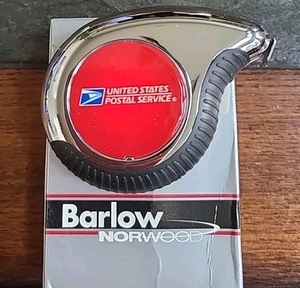 UNITED STATES
POSTAL SERVICE®
Barlow
NORWOOD